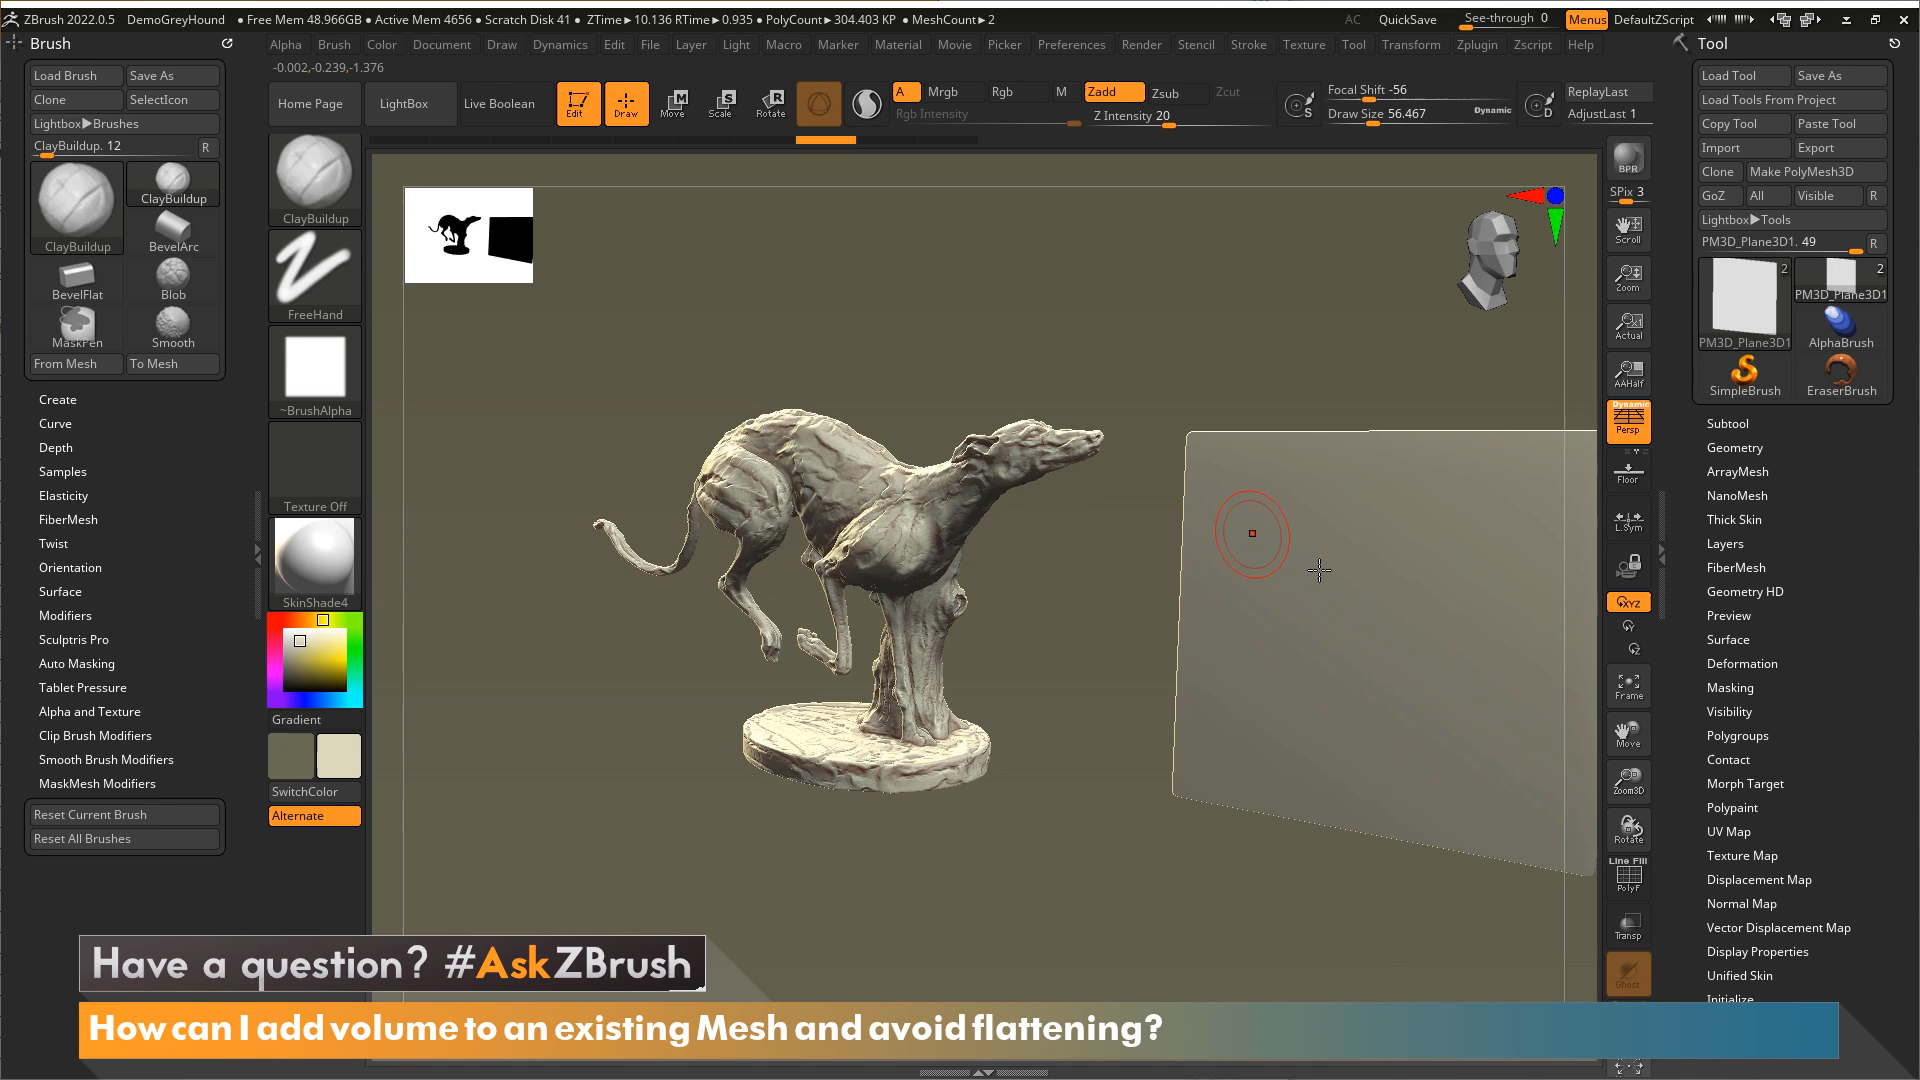 ZBrush 2022.0.5 DemoGreyHound • Free Mem 48.966GB • Active Mem 4656 • Scratch Disk 41 • ZTime▶10.136 RTime▶0.935 • PolyCount▶304.403 KP • MeshCount▶2 AC QuickSave See-through 0 Menus DefaultZScript
Brush
Alpha Brush Color Document Draw Dynamics Edit File Layer Light Macro Marker Material Movie Picker Preferences Render Stencil Stroke Texture Tool Transform Zplugin Zscript Help
Tool
-0.002,-0.239,-1.376
Load Brush Save As
Clone SelectIcon
Lightbox▶Brushes
ClayBuildup. 12 R
ClayBuildup
ClayBuildup
BevelArc
BevelFlat Blob
MaskPen Smooth
From Mesh To Mesh
Create
Curve
Depth
Samples
Elasticity
FiberMesh
Twist
Orientation
Surface
Modifiers
Sculptris Pro
Auto Masking
Tablet Pressure
Alpha and Texture
Clip Brush Modifiers
Smooth Brush Modifiers
MaskMesh Modifiers
Reset Current Brush
Reset All Brushes
Home Page LightBox Live Boolean
Edit Draw Move Scale Rotate
A Mrgb Rgb M Zadd Zsub Zcut
Rgb Intensity Z Intensity 20
S Focal Shift -56
Draw Size 56.467 Dynamic
D ReplayLast
AdjustLast 1
ClayBuildup
FreeHand
~BrushAlpha
Texture Off
SkinShade4
Gradient
SwitchColor
Alternate
BPR
SPix 3
Scroll
Zoom
Actual
AAHalf
Dynamic
Persp
Floor
L.Sym
XYZ
Y
Z
Frame
Move
Zoom3D
Rotate
Line Fill
PolyF
Transp
Ghost
Load Tool Save As
Load Tools From Project
Copy Tool Paste Tool
Import Export
Clone Make PolyMesh3D
GoZ All Visible R
Lightbox▶Tools
PM3D_Plane3D1. 49 R
2 2
PM3D_Plane3D1
PM3D_Plane3D1 AlphaBrush
SimpleBrush EraserBrush
Subtool
Geometry
ArrayMesh
NanoMesh
Thick Skin
Layers
FiberMesh
Geometry HD
Preview
Surface
Deformation
Masking
Visibility
Polygroups
Contact
Morph Target
Polypaint
UV Map
Texture Map
Displacement Map
Normal Map
Vector Displacement Map
Display Properties
Unified Skin
Initialize
Have a question? #AskZBrush
How can I add volume to an existing Mesh and avoid flattening?